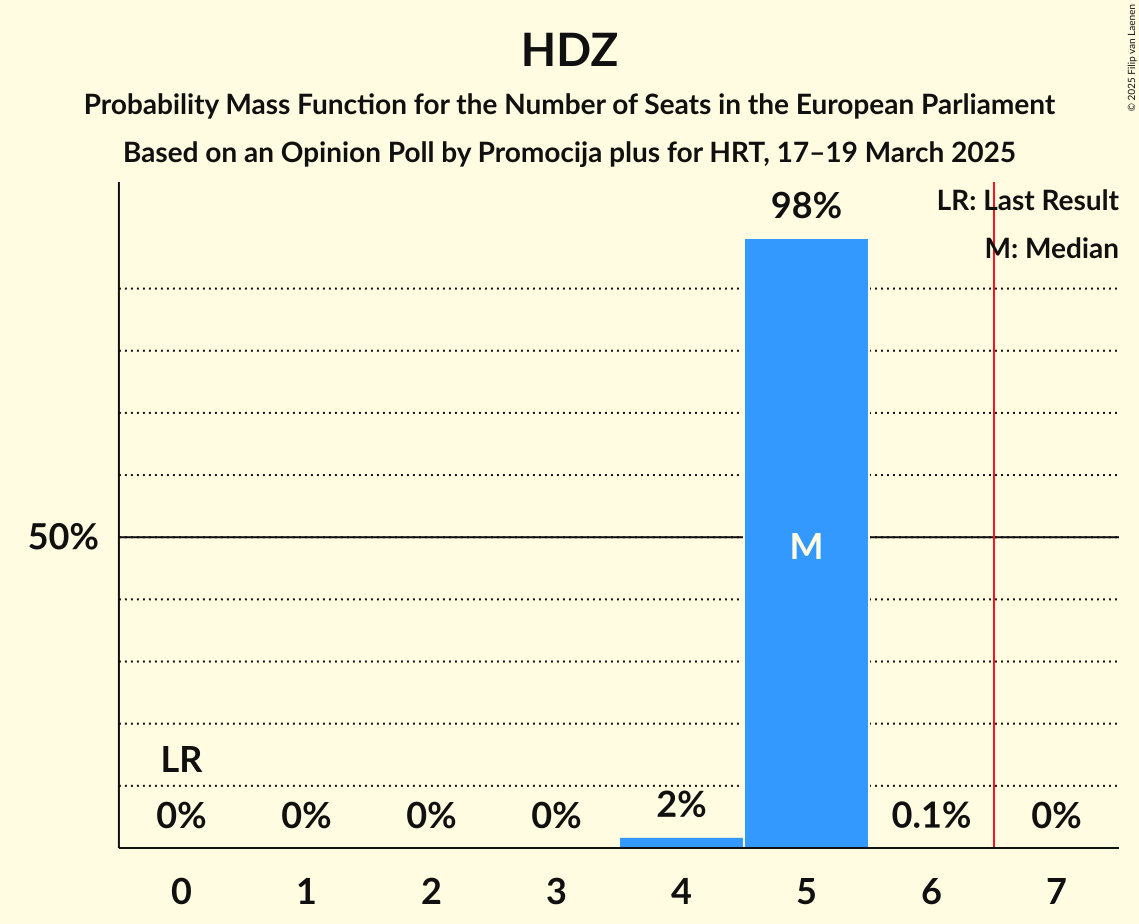 HDZ
Probability Mass Function for the Number of Seats in the European Parliament
Based on an Opinion Poll by Promocija plus for HRT, 17–19 March 2025
© 2025 Filip van Laenen
98%
LR: Last Result
M: Median
50%
M
LR
0%
0%
0%
0%
2%
0.1%
0%
0
1
2
3
4
5
6
7